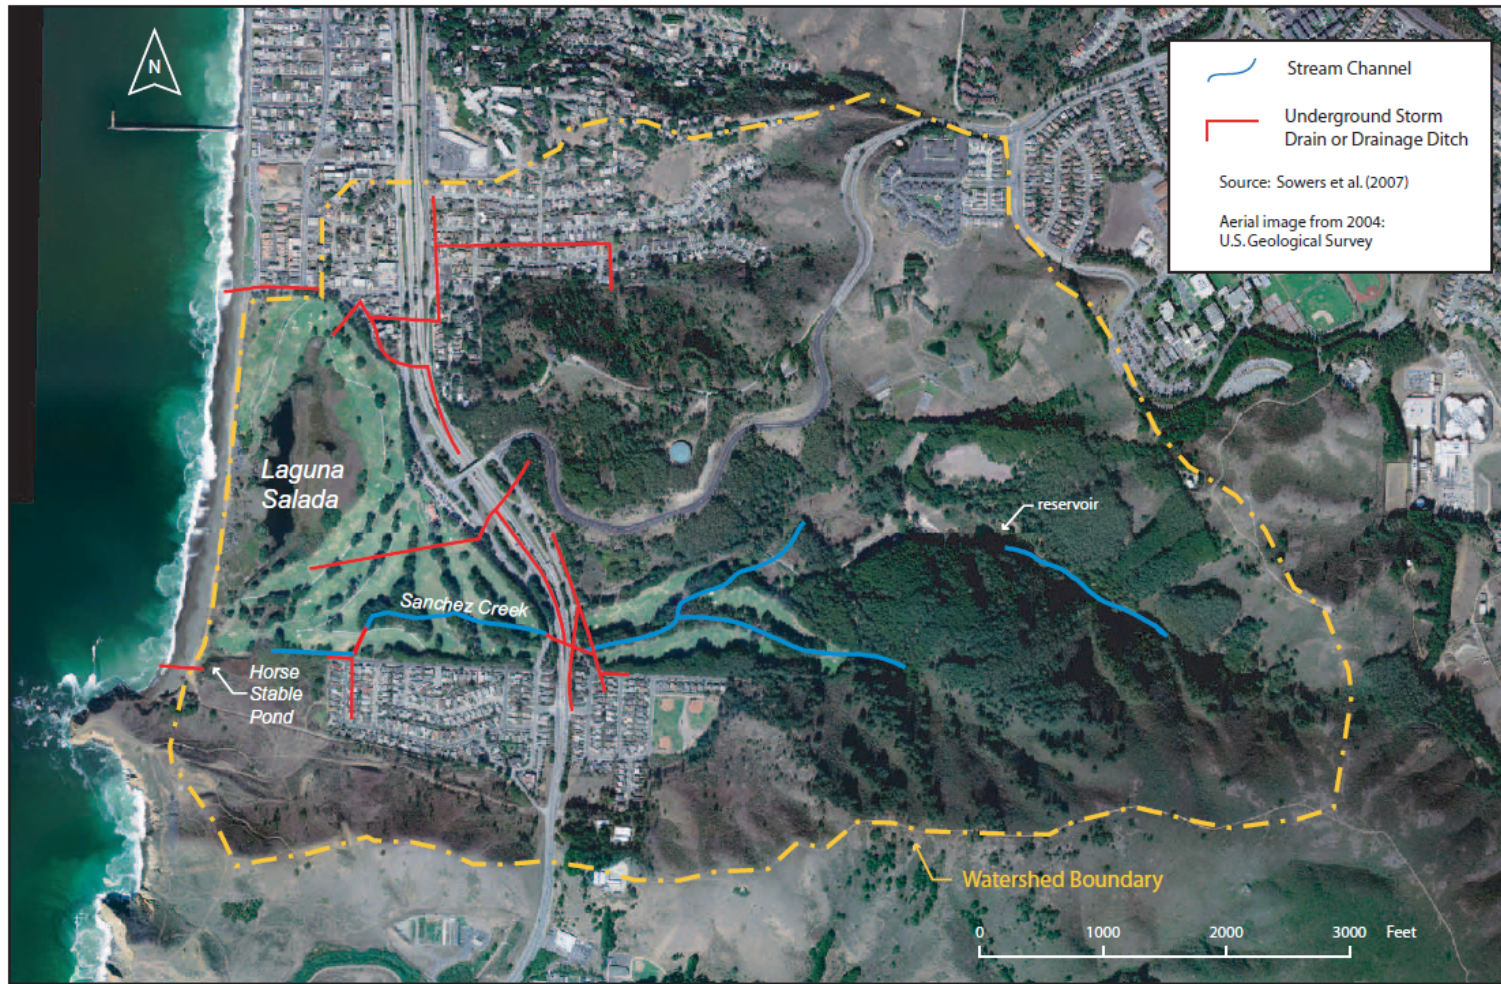 N
Stream Channel
Underground Storm
Drain or Drainage Ditch
Source: Sowers et al. (2007)
Aerial image from 2004:
U.S. Geological Survey
Laguna
Salada
reservoir
Sanchez Creek
Horse
Stable
Pond
Watershed Boundary
0 1000 2000 3000 Feet